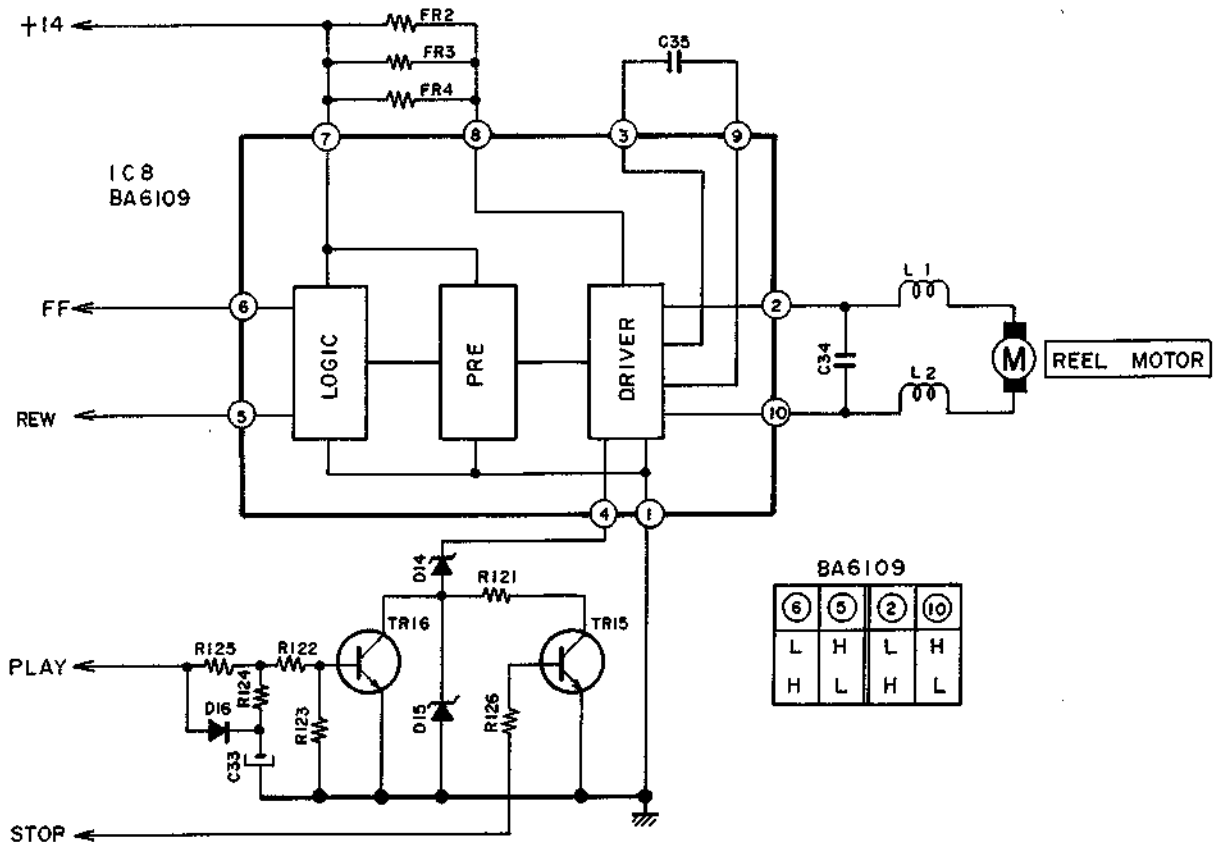 +14
FR2
FR3
FR4
C35
7
8
3
9
IC8
BA6109
FF
6
LOGIC
PRE
DRIVER
2
L1
C34
M
REEL MOTOR
L2
REW
5
10
4
1
D14
R121
BA6109
6 5 2 10
L H L H
H L H L
TR16
TR15
PLAY
R125
R122
R124
D16
R123
C33
D15
R126
STOP